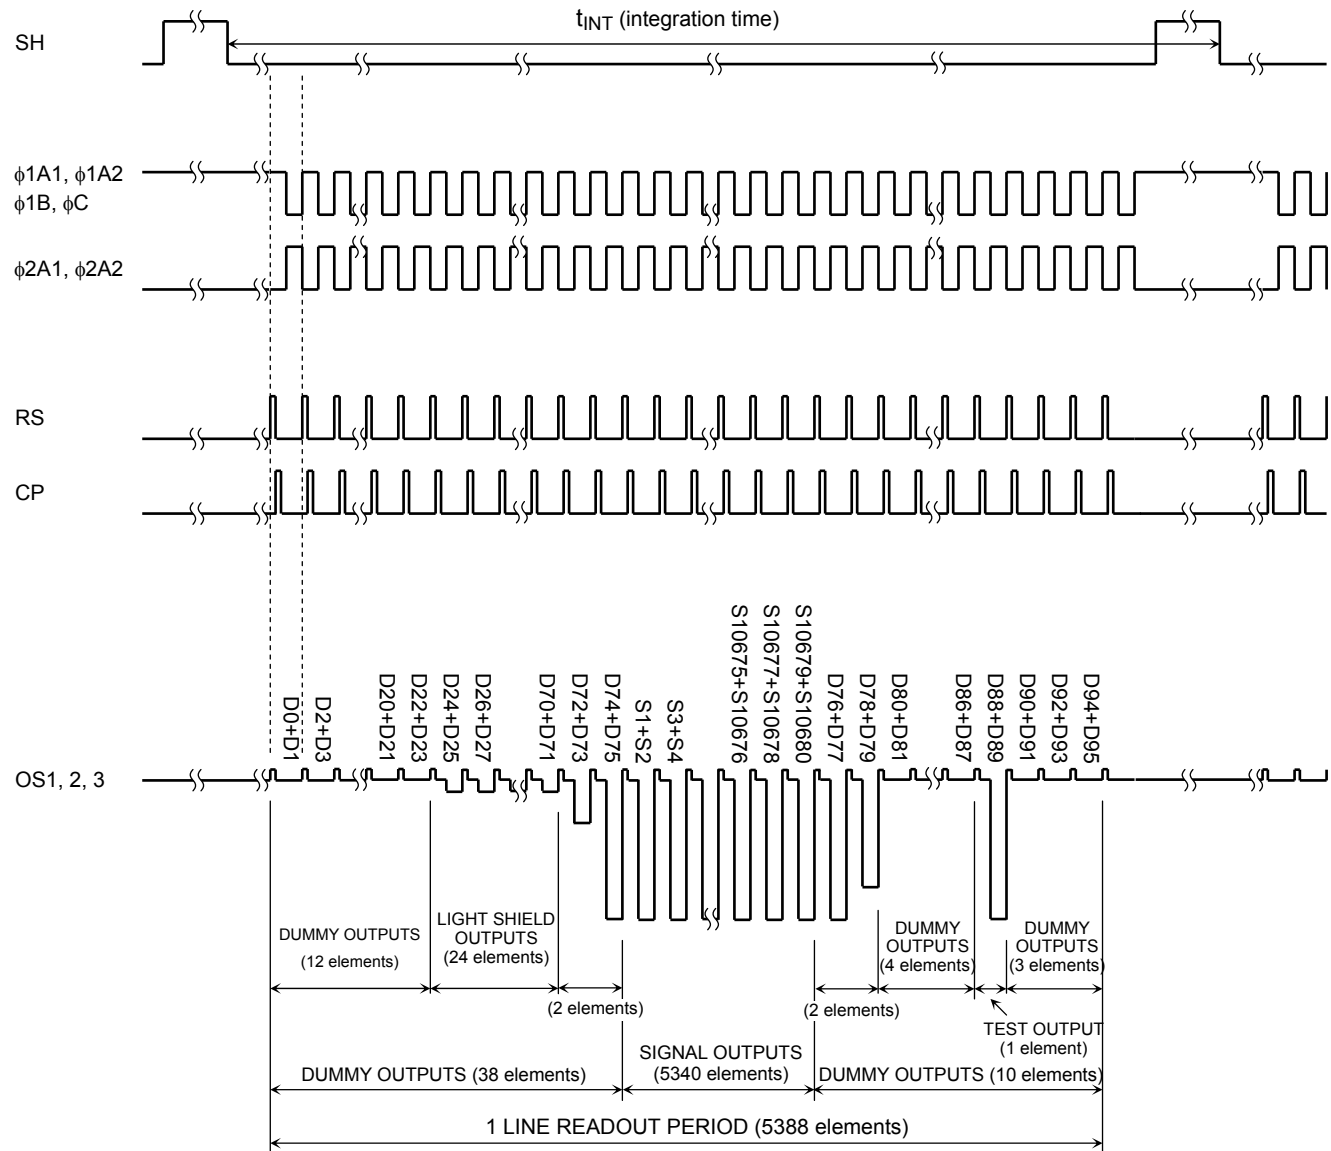 SH
tINT (integration time)
ϕ1A1, ϕ1A2
ϕ1B, ϕC
ϕ2A1, ϕ2A2
RS
CP
OS1, 2, 3
D0+D1
D2+D3
D20+D21
D22+D23
D24+D25
D26+D27
D70+D71
D72+D73
D74+D75
S1+S2
S3+S4
S10675+S10676
S10677+S10678
S10679+S10680
D76+D77
D78+D79
D80+D81
D86+D87
D88+D89
D90+D91
D92+D93
D94+D95
DUMMY OUTPUTS
(12 elements)
LIGHT SHIELD
OUTPUTS
(24 elements)
(2 elements)
(2 elements)
DUMMY
OUTPUTS
(4 elements)
DUMMY
OUTPUTS
(3 elements)
TEST OUTPUT
(1 element)
DUMMY OUTPUTS (38 elements)
SIGNAL OUTPUTS
(5340 elements)
DUMMY OUTPUTS (10 elements)
1 LINE READOUT PERIOD (5388 elements)